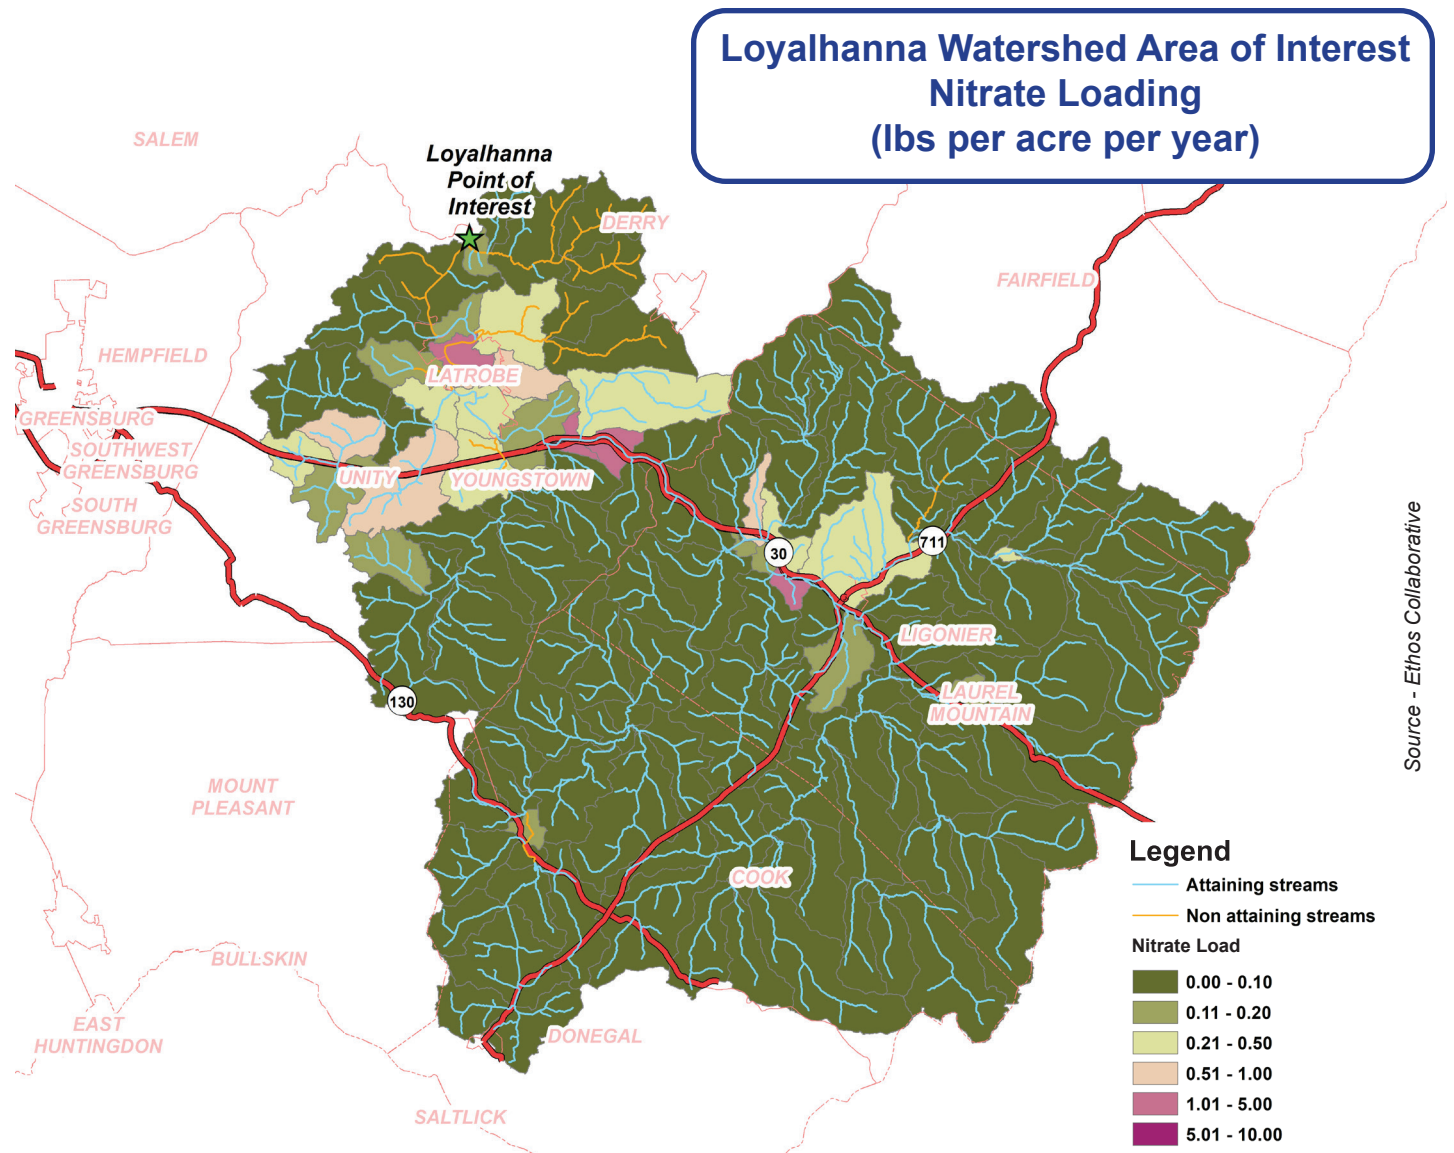 Loyalhanna Watershed Area of Interest
Nitrate Loading
(lbs per acre per year)
SALEM
Loyalhanna
Point of
Interest
DERRY
FAIRFIELD
HEMPFIELD
LATROBE
GREENSBURG
SOUTHWEST
GREENSBURG
UNITY
YOUNGSTOWN
SOUTH
GREENSBURG
30
711
LIGONIER
LAUREL
MOUNTAIN
130
MOUNT
PLEASANT
COOK
BULLSKIN
EAST
HUNTINGDON
DONEGAL
SALTLICK
Source - Ethos Collaborative
Legend
Attaining streams
Non attaining streams
Nitrate Load
0.00 - 0.10
0.11 - 0.20
0.21 - 0.50
0.51 - 1.00
1.01 - 5.00
5.01 - 10.00